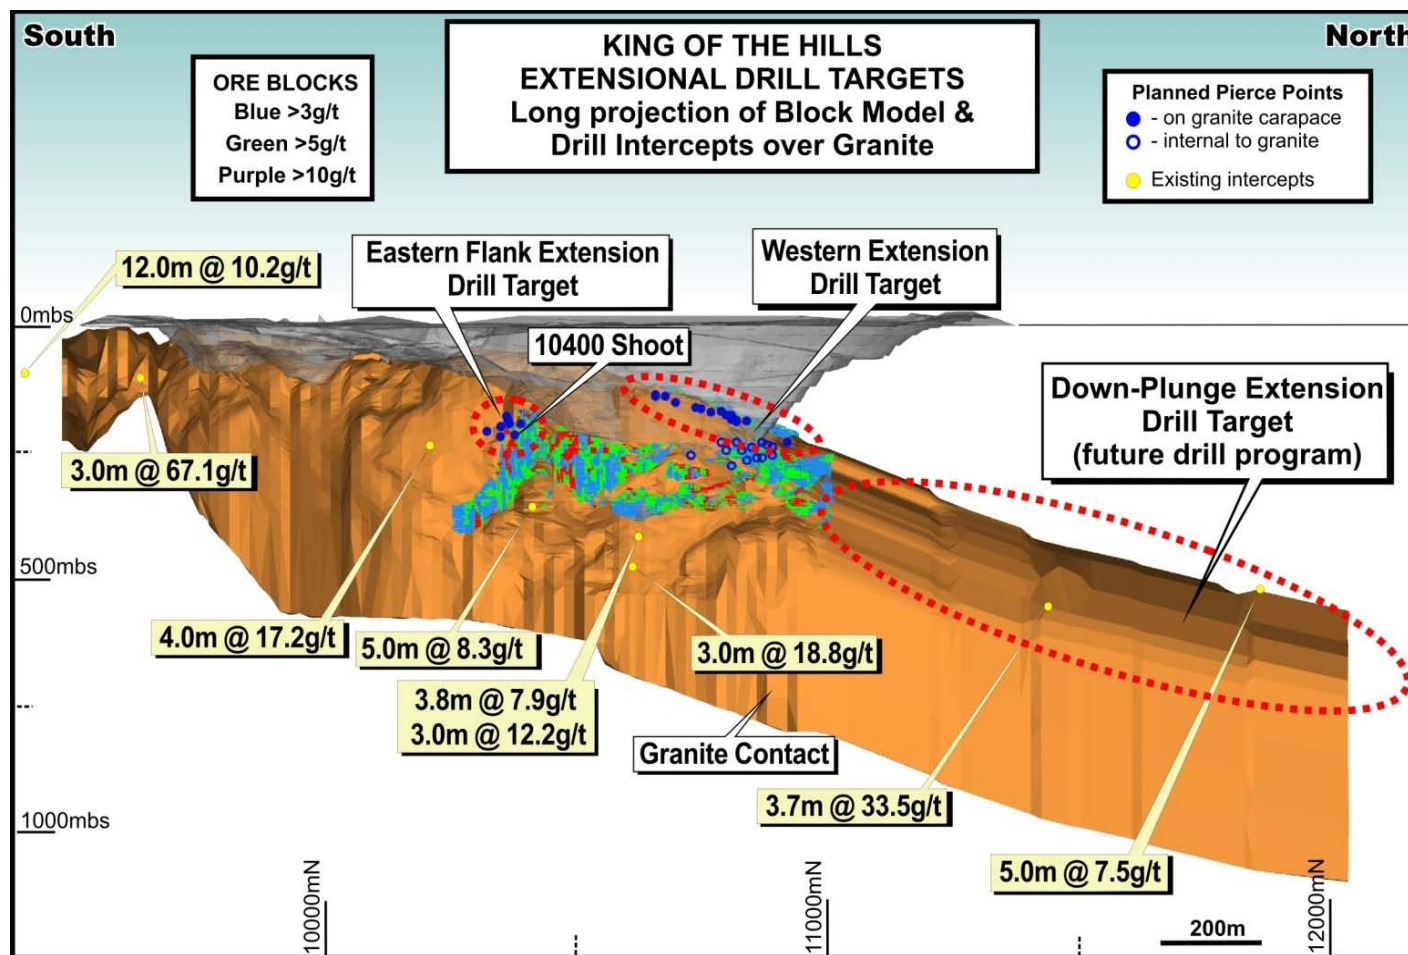 South
North
KING OF THE HILLS
EXTENSIONAL DRILL TARGETS
Long projection of Block Model &
Drill Intercepts over Granite
ORE BLOCKS
Blue >3g/t
Green >5g/t
Purple >10g/t
Planned Pierce Points
- on granite carapace
- internal to granite
Existing intercepts
Eastern Flank Extension
Drill Target
Western Extension
Drill Target
12.0m @ 10.2g/t
0mbs
10400 Shoot
Down-Plunge Extension
Drill Target
(future drill program)
3.0m @ 67.1g/t
500mbs
4.0m @ 17.2g/t
5.0m @ 8.3g/t
3.0m @ 18.8g/t
3.8m @ 7.9g/t
3.0m @ 12.2g/t
Granite Contact
3.7m @ 33.5g/t
1000mbs
5.0m @ 7.5g/t
10000mN
11000mN
200m
12000mN